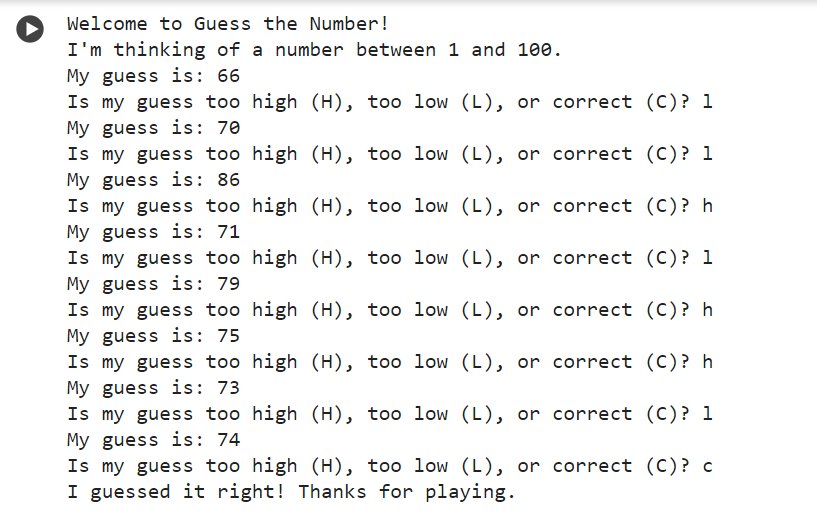 Welcome to Guess the Number!
I'm thinking of a number between 1 and 100.
My guess is: 66
Is my guess too high (H), too low (L), or correct (C)? l
My guess is: 70
Is my guess too high (H), too low (L), or correct (C)? l
My guess is: 86
Is my guess too high (H), too low (L), or correct (C)? h
My guess is: 71
Is my guess too high (H), too low (L), or correct (C)? l
My guess is: 79
Is my guess too high (H), too low (L), or correct (C)? h
My guess is: 75
Is my guess too high (H), too low (L), or correct (C)? h
My guess is: 73
Is my guess too high (H), too low (L), or correct (C)? l
My guess is: 74
Is my guess too high (H), too low (L), or correct (C)? c
I guessed it right! Thanks for playing.